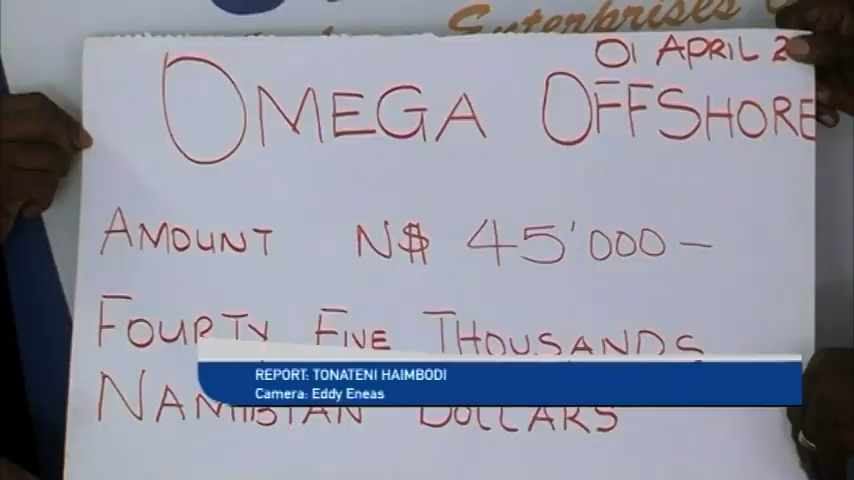 Enterprises
01 APRIL 2
OMEGA OFFSHORE
AMOUNT N$ 45'000 –
FOURTY FIVE THOUSANDS
NAMIBIAN DOLLARS
REPORT: TONATENI HAIMBODI
Camera: Eddy Eneas